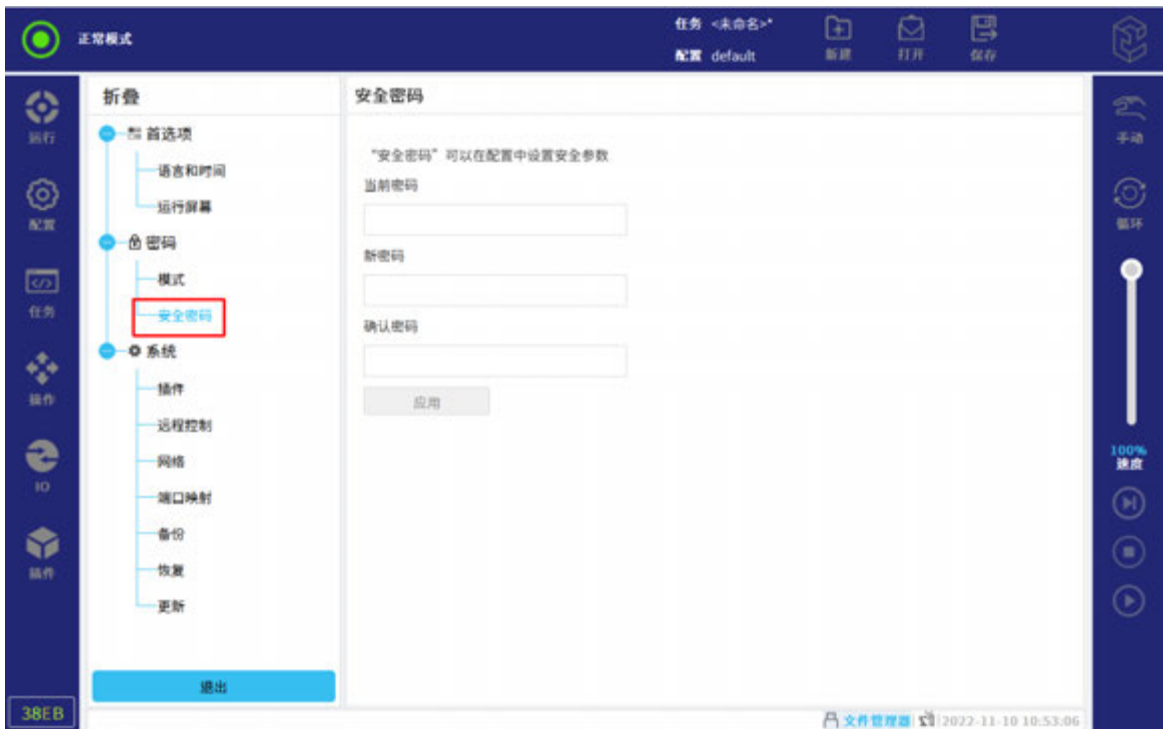 正常模式
任务 <未命名>*
配置 default
新建
打开
保存
运行
配置
任务
操作
IO
插件
38EB
折叠
首选项
语言和时间
运行屏幕
密码
模式
安全密码
系统
插件
远程控制
网络
端口映射
备份
恢复
更新
退出
安全密码
“安全密码”可以在配置中设置安全参数
当前密码
新密码
确认密码
应用
手动
循环
100%
速度
文件管理器
2022-11-10 10:53:06